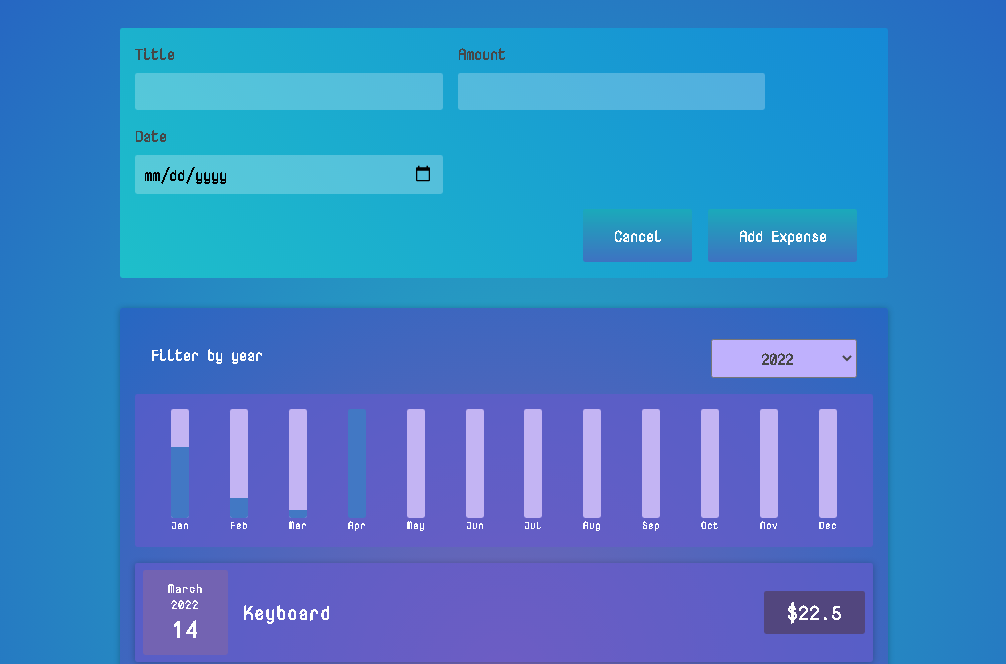 Title
Amount
Date
mm/dd/yyyy
Cancel
Add Expense
Filter by year
2022
Jan
Feb
Mar
Apr
May
Jun
Jul
Aug
Sep
Oct
Nov
Dec
March
2022
14
Keyboard
$22.5